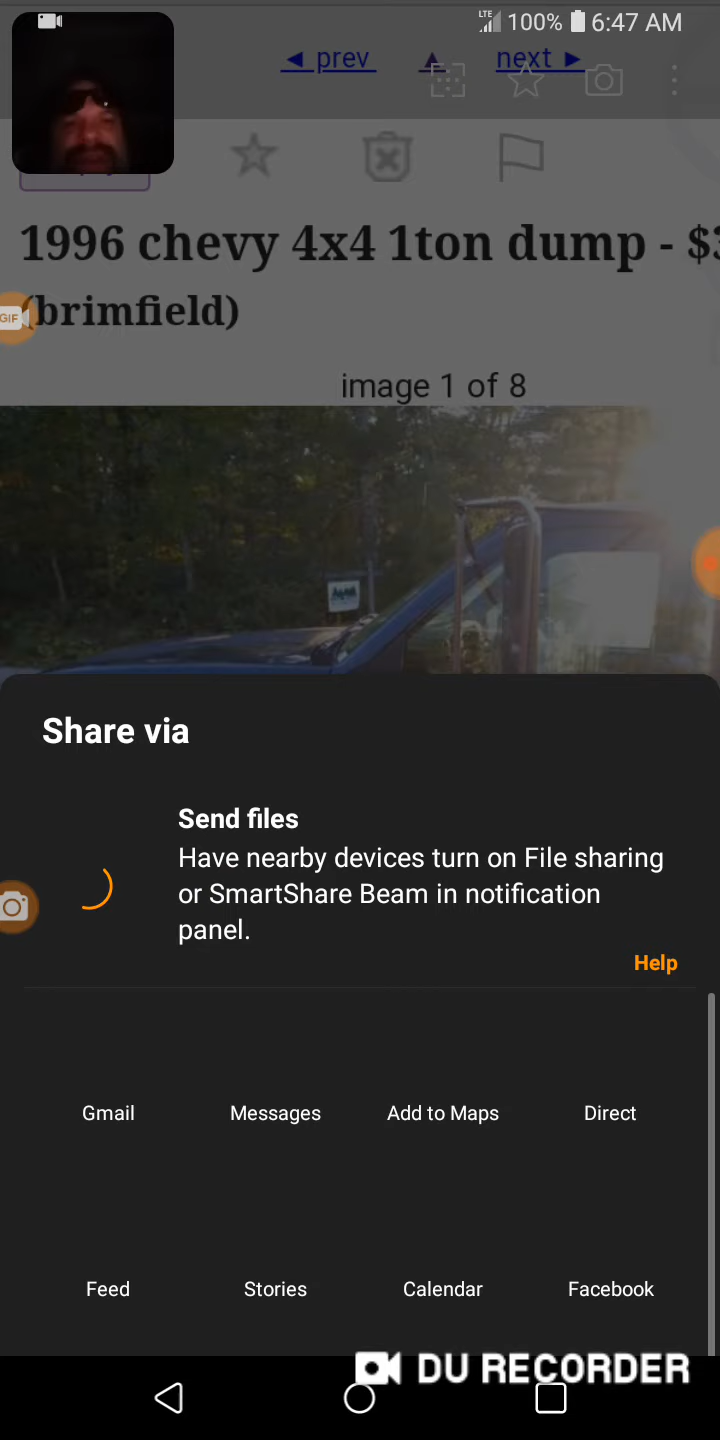 LTE 100% 6:47 AM
◄ prev ▲ next ►
1996 chevy 4x4 1ton dump - $
(brimfield)
GIF
image 1 of 8
Share via
Send files
Have nearby devices turn on File sharing
or SmartShare Beam in notification
panel.
Help
Gmail Messages Add to Maps Direct
Feed Stories Calendar Facebook
DU RECORDER